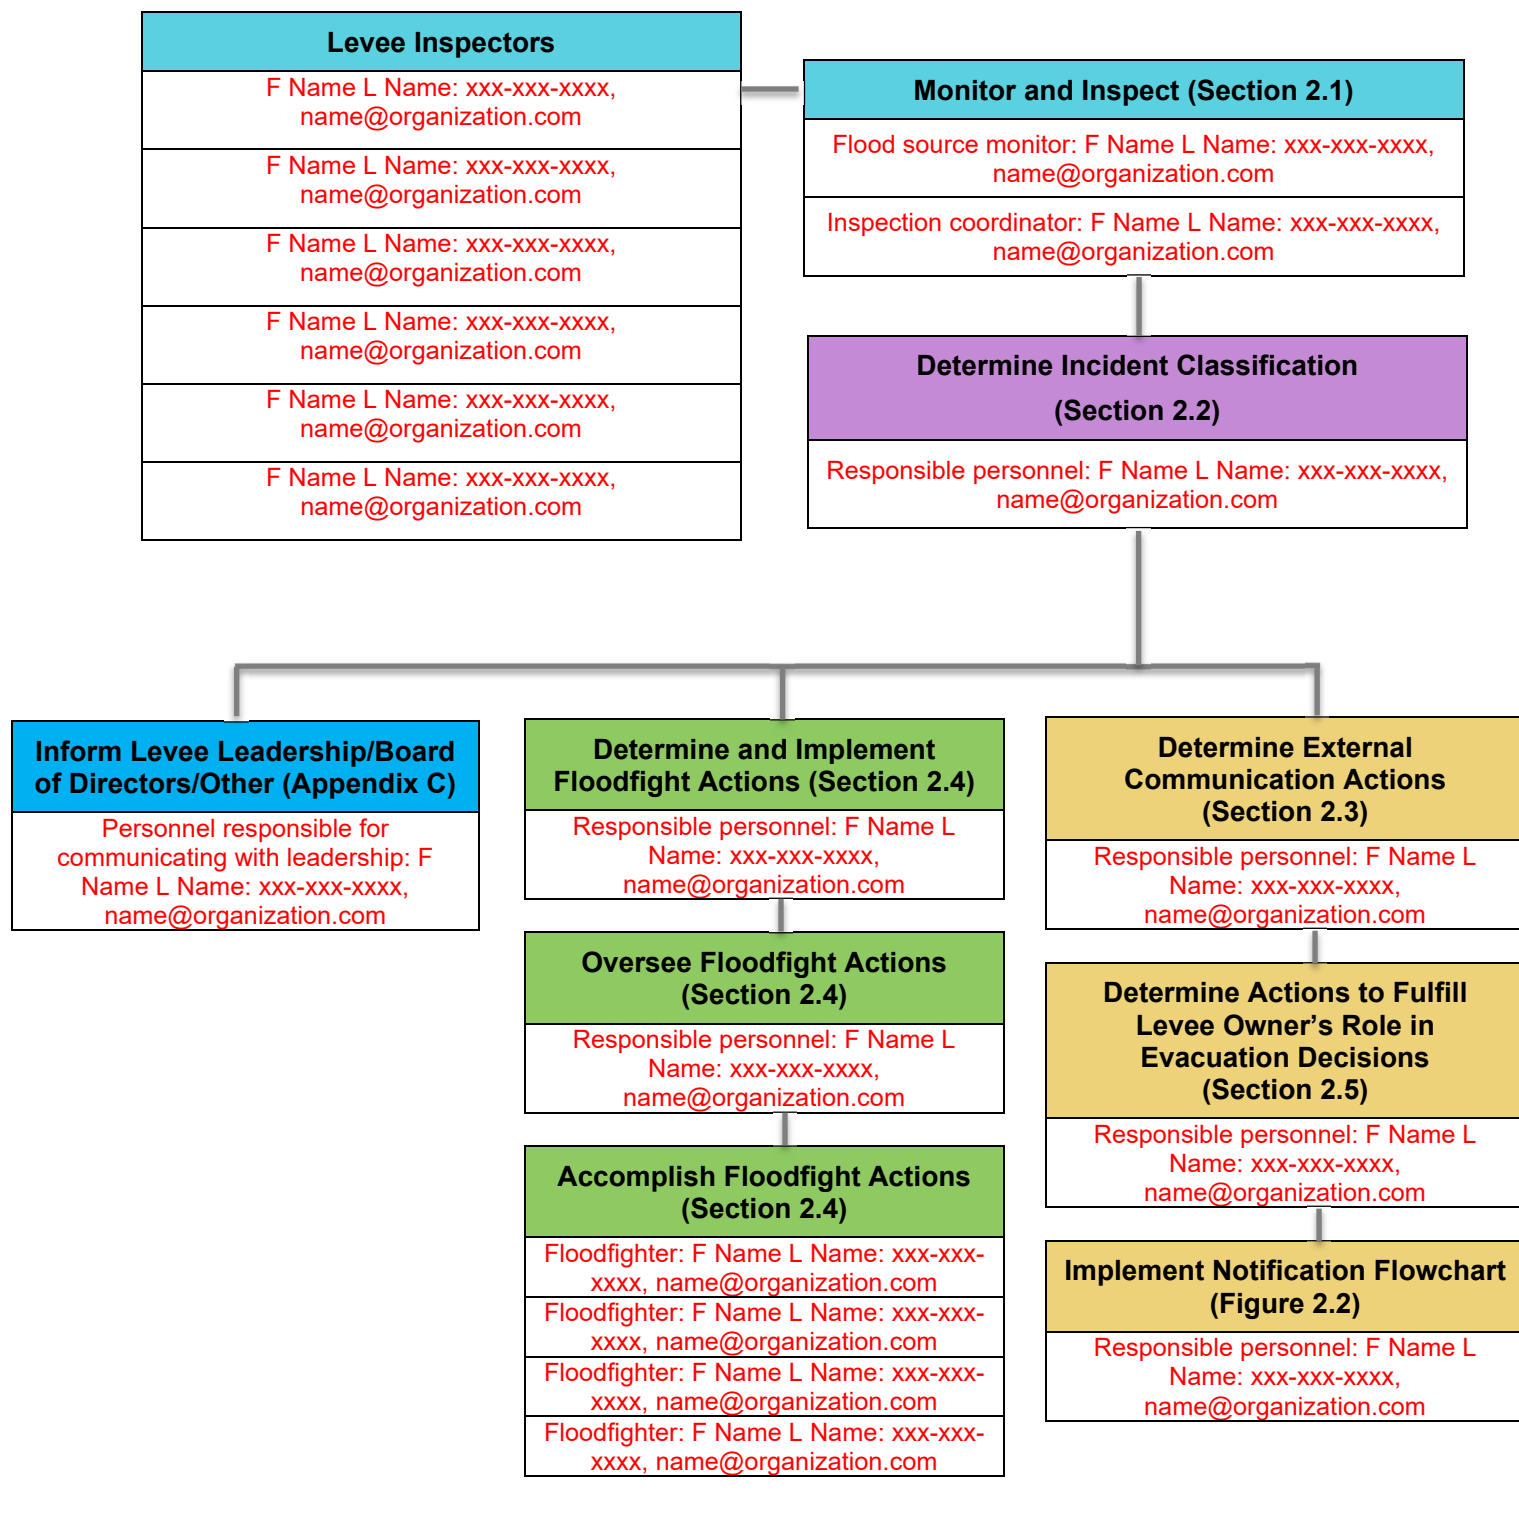 Levee Inspectors
F Name L Name: xxx-xxx-xxxx,
name@organization.com
F Name L Name: xxx-xxx-xxxx,
name@organization.com
F Name L Name: xxx-xxx-xxxx,
name@organization.com
F Name L Name: xxx-xxx-xxxx,
name@organization.com
F Name L Name: xxx-xxx-xxxx,
name@organization.com
F Name L Name: xxx-xxx-xxxx,
name@organization.com
Monitor and Inspect (Section 2.1)
Flood source monitor: F Name L Name: xxx-xxx-xxxx,
name@organization.com
Inspection coordinator: F Name L Name: xxx-xxx-xxxx,
name@organization.com
Determine Incident Classification
(Section 2.2)
Responsible personnel: F Name L Name: xxx-xxx-xxxx,
name@organization.com
Inform Levee Leadership/Board
of Directors/Other (Appendix C)
Personnel responsible for
communicating with leadership: F
Name L Name: xxx-xxx-xxxx,
name@organization.com
Determine and Implement
Floodfight Actions (Section 2.4)
Responsible personnel: F Name L
Name: xxx-xxx-xxxx,
name@organization.com
Oversee Floodfight Actions
(Section 2.4)
Responsible personnel: F Name L
Name: xxx-xxx-xxxx,
name@organization.com
Accomplish Floodfight Actions
(Section 2.4)
Floodfighter: F Name L Name: xxx-xxx-
xxxx, name@organization.com
Floodfighter: F Name L Name: xxx-xxx-
xxxx, name@organization.com
Floodfighter: F Name L Name: xxx-xxx-
xxxx, name@organization.com
Floodfighter: F Name L Name: xxx-xxx-
xxxx, name@organization.com
Determine External
Communication Actions
(Section 2.3)
Responsible personnel: F Name L
Name: xxx-xxx-xxxx,
name@organization.com
Determine Actions to Fulfill
Levee Owner’s Role in
Evacuation Decisions
(Section 2.5)
Responsible personnel: F Name L
Name: xxx-xxx-xxxx,
name@organization.com
Implement Notification Flowchart
(Figure 2.2)
Responsible personnel: F Name L
Name: xxx-xxx-xxxx,
name@organization.com